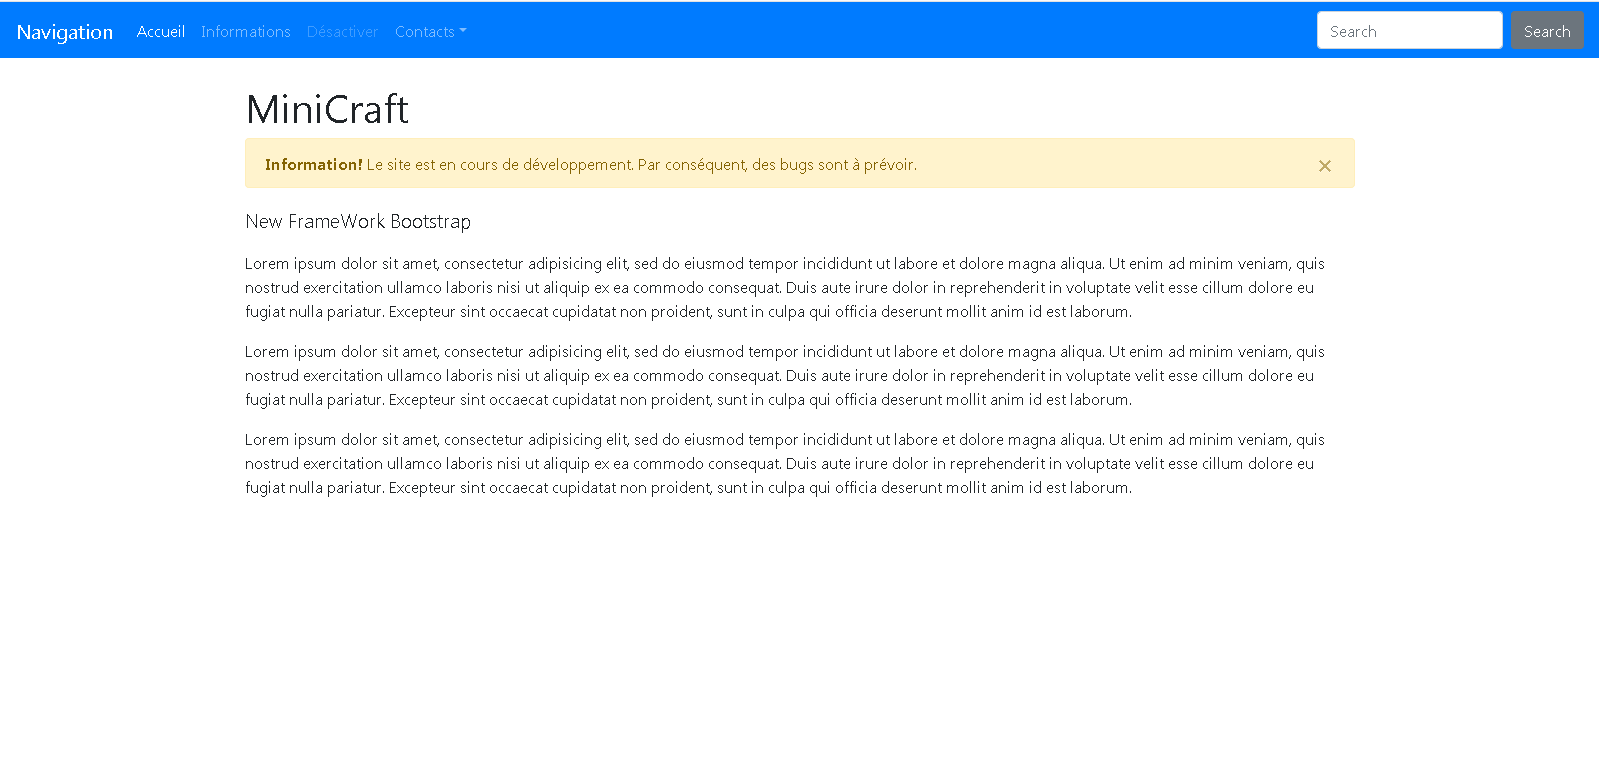 Navigation Accueil Informations Désactiver Contacts Search Search
MiniCraft
Information! Le site est en cours de développement. Par conséquent, des bugs sont à prévoir. ×
New FrameWork Bootstrap
Lorem ipsum dolor sit amet, consectetur adipisicing elit, sed do eiusmod tempor incididunt ut labore et dolore magna aliqua. Ut enim ad minim veniam, quis
nostrud exercitation ullamco laboris nisi ut aliquip ex ea commodo consequat. Duis aute irure dolor in reprehenderit in voluptate velit esse cillum dolore eu
fugiat nulla pariatur. Excepteur sint occaecat cupidatat non proident, sunt in culpa qui officia deserunt mollit anim id est laborum.
Lorem ipsum dolor sit amet, consectetur adipisicing elit, sed do eiusmod tempor incididunt ut labore et dolore magna aliqua. Ut enim ad minim veniam, quis
nostrud exercitation ullamco laboris nisi ut aliquip ex ea commodo consequat. Duis aute irure dolor in reprehenderit in voluptate velit esse cillum dolore eu
fugiat nulla pariatur. Excepteur sint occaecat cupidatat non proident, sunt in culpa qui officia deserunt mollit anim id est laborum.
Lorem ipsum dolor sit amet, consectetur adipisicing elit, sed do eiusmod tempor incididunt ut labore et dolore magna aliqua. Ut enim ad minim veniam, quis
nostrud exercitation ullamco laboris nisi ut aliquip ex ea commodo consequat. Duis aute irure dolor in reprehenderit in voluptate velit esse cillum dolore eu
fugiat nulla pariatur. Excepteur sint occaecat cupidatat non proident, sunt in culpa qui officia deserunt mollit anim id est laborum.